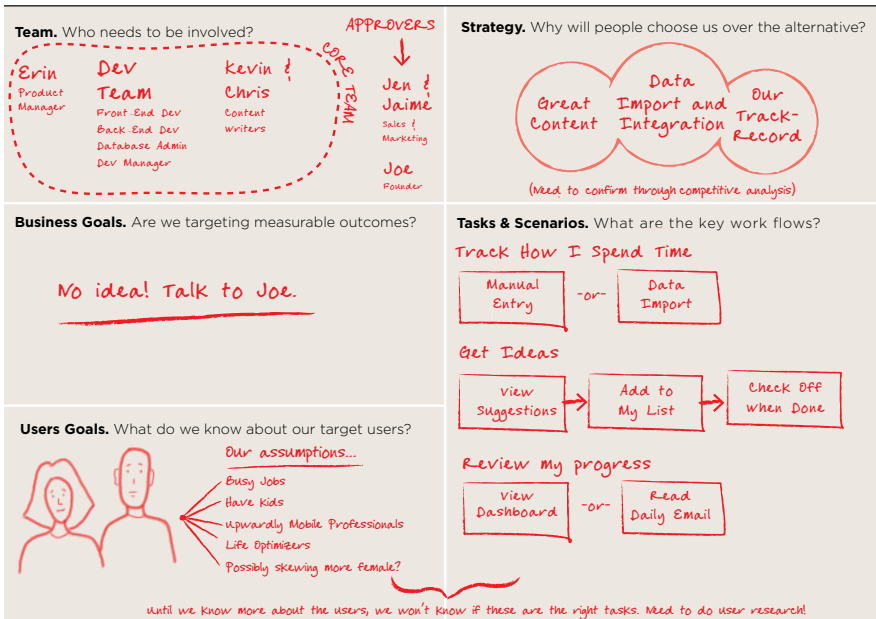 Team. Who needs to be involved?
APPROVERS
CORE TEAM
Erin
Product
Manager
Dev
Team
Front End Dev
Back End Dev
Database Admin
Dev Manager
Kevin &
Chris
Content
writers
Jen &
Jaime
Sales &
Marketing
Joe
Founder
Strategy. Why will people choose us over the alternative?
Great
Content
Data
Import and
Integration
Our
Track-
Record
(Need to confirm through competitive analysis)
Business Goals. Are we targeting measurable outcomes?
No idea! Talk to Joe.
Users Goals. What do we know about our target users?
Our assumptions...
Busy Jobs
Have Kids
Upwardly Mobile Professionals
Life Optimizers
Possibly skewing more female?
Tasks & Scenarios. What are the key work flows?
Track How I Spend Time
Manual
Entry
-or-
Data
Import
Get Ideas
View
Suggestions
Add to
My List
Check Off
when Done
Review my progress
View
Dashboard
-or-
Read
Daily Email
Until we know more about the users, we won't know if these are the right tasks. Need to do user research!